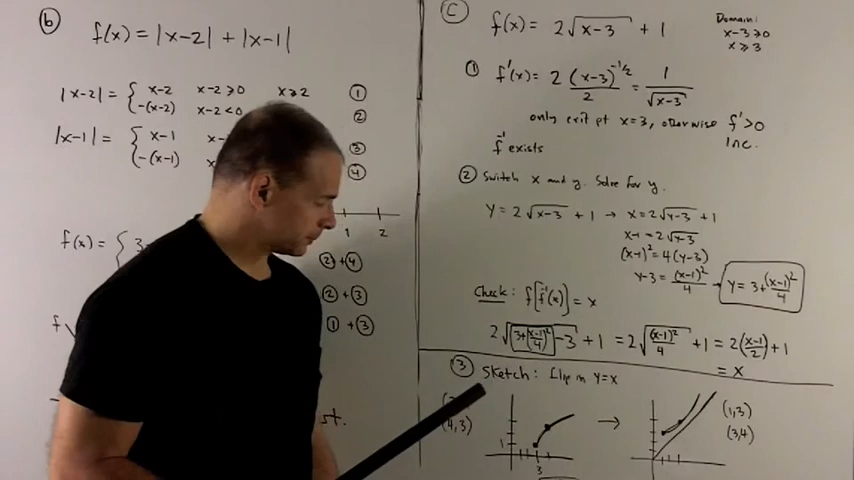 (b)
f(x) = |x-2| + |x-1|
|x-2| = { x-2 x-2 ≥ 0 x ≥ 2 ①
-(x-2) x-2 < 0 ②
|x-1| = { x-1 x- ③
-(x-1) x ④
1 2
f(x) = { 3-
② + ④
② + ③
① + ③
f
st.
(c)
f(x) = 2√(x-3) + 1
Domain:
x-3 ≥ 0
x ≥ 3
① f'(x) = 2 (x-3)^(-1/2) / 2 = 1/√(x-3)
only crit pt x=3, otherwise f' > 0
Inc.
f⁻¹ exists
② Switch x and y. Solve for y.
y = 2√(x-3) + 1 → x = 2√(y-3) + 1
x-1 = 2√(y-3)
(x-1)² = 4(y-3)
y-3 = (x-1)²/4 → y = 3 + (x-1)²/4
Check: f[f⁻¹(x)] = x
2√(3+(x-1)²/4 - 3) + 1 = 2√((x-1)²/4) + 1 = 2(x-1/2) + 1
= x
③ Sketch: flip in y=x
(4,3)
1
3
→
(1,3)
(3,4)